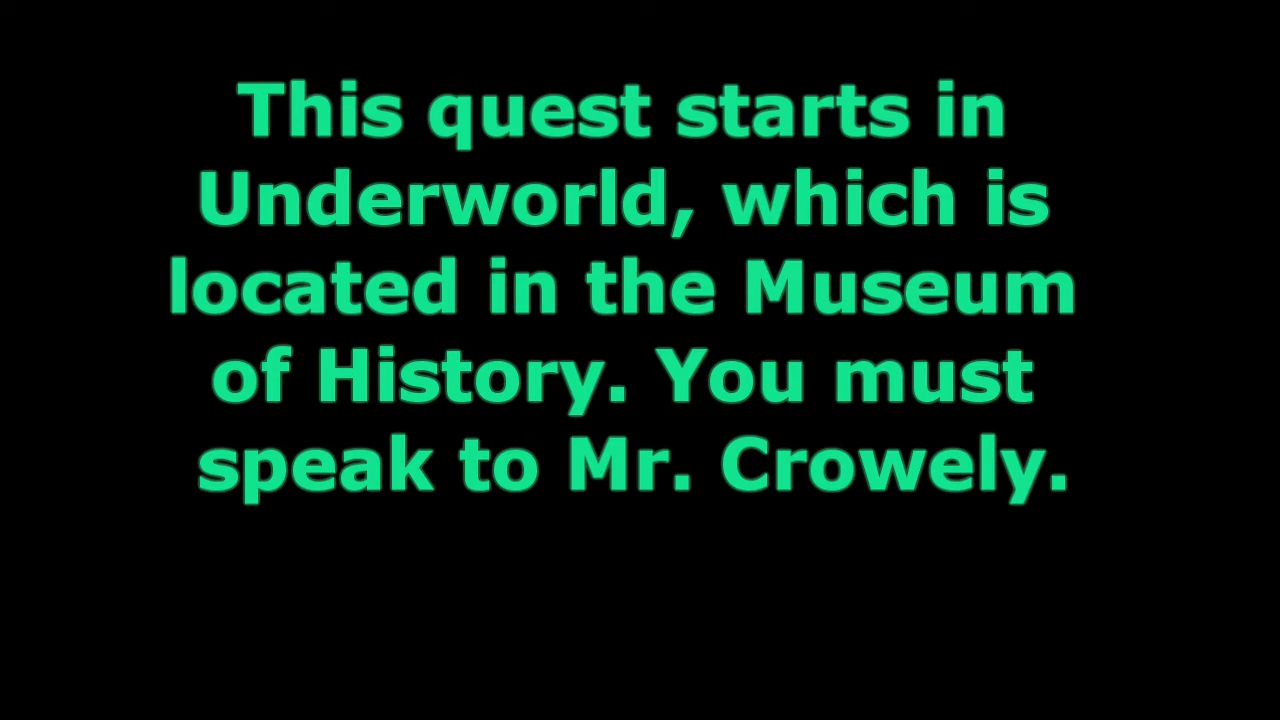 This quest starts in
Underworld, which is
located in the Museum
of History. You must
speak to Mr. Crowely.